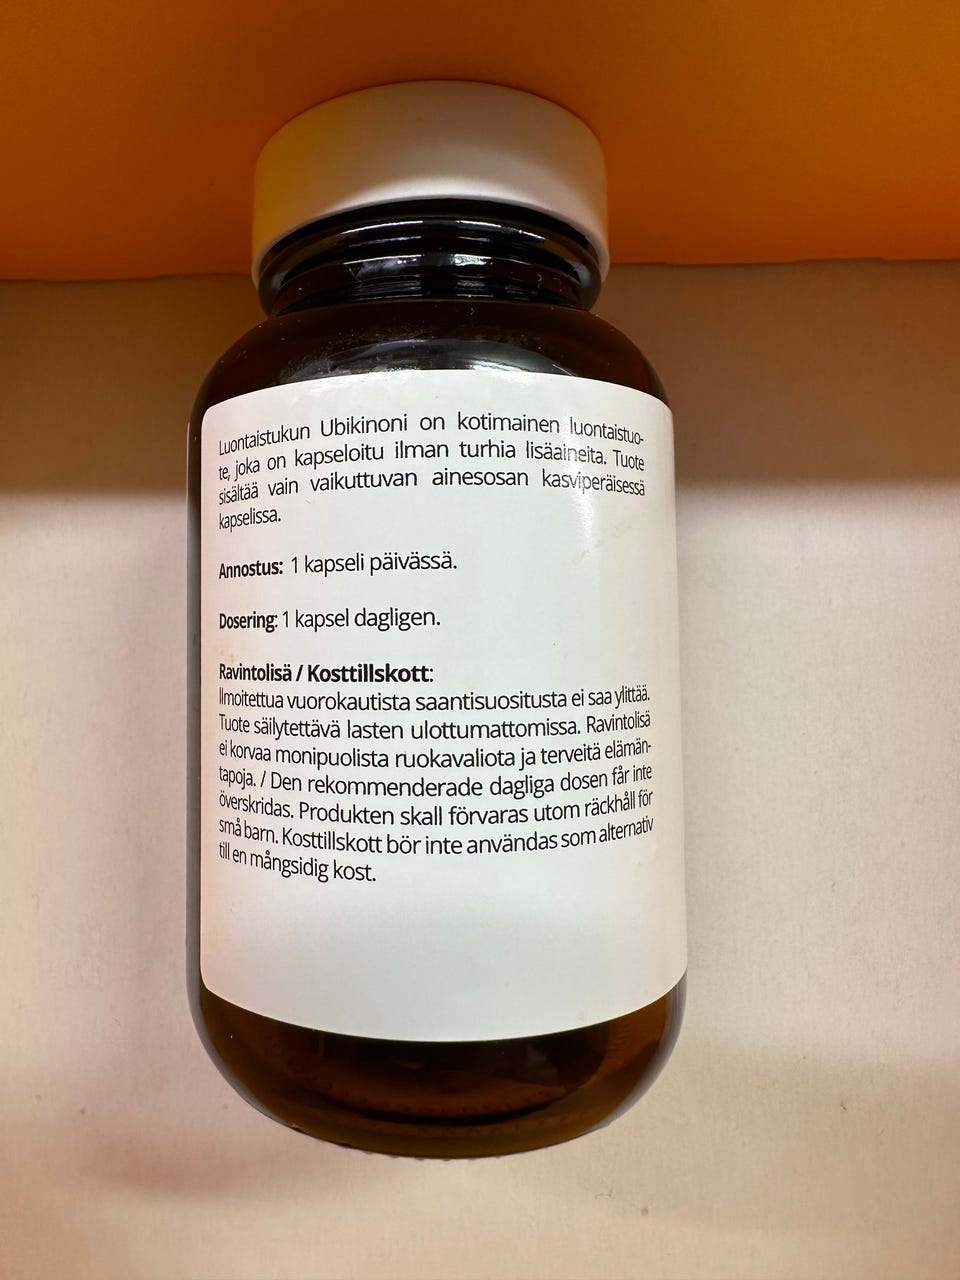 Luontaistukun Ubikinoni on kotimainen luontaistuo-
te, joka on kapseloitu ilman turhia lisäaineita. Tuote
sisältää vain vaikuttuvan ainesosan kasviperäisessä
kapselissa.
Annostus: 1 kapseli päivässä.
Dosering: 1 kapsel dagligen.
Ravintolisä / Kosttillskott:
Ilmoitettua vuorokautista saantisuositusta ei saa ylittää.
Tuote säilytettävä lasten ulottumattomissa. Ravintolisä
ei korvaa monipuolista ruokavaliota ja terveitä elämän-
tapoja. / Den rekommenderade dagliga dosen får inte
överskridas. Produkten skall förvaras utom räckhåll för
små barn. Kosttillskott bör inte användas som alternativ
till en mångsidig kost.